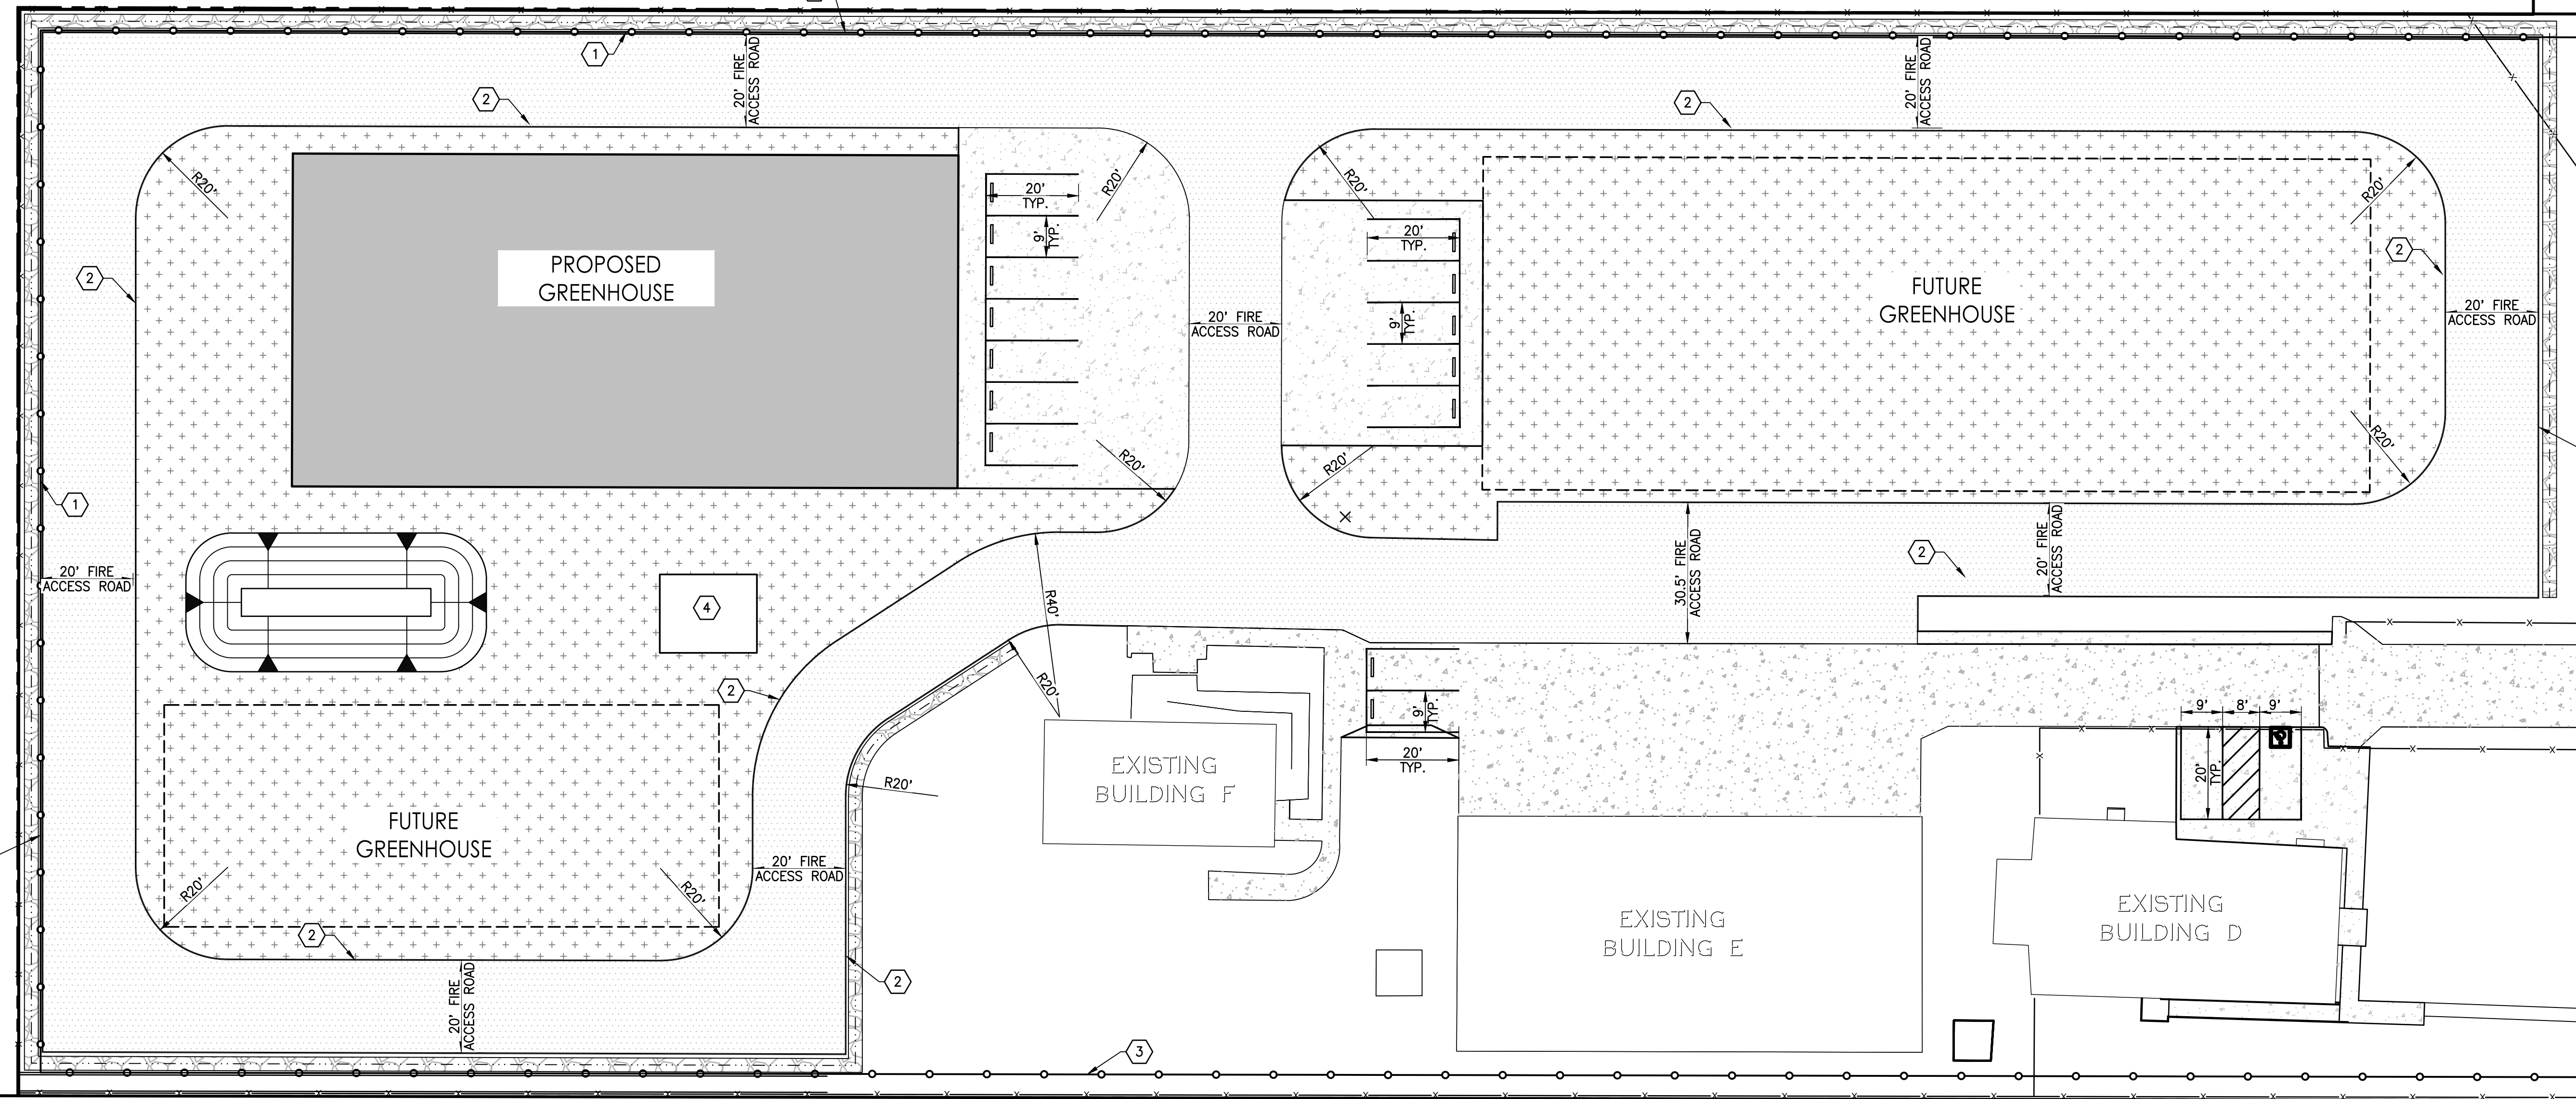 1
20' FIRE
ACCESS ROAD
20' FIRE
ACCESS ROAD
2
2
R20'
R20'
R20'
R20'
20'
TYP.
9'
TYP.
20'
TYP.
9'
TYP.
PROPOSED
GREENHOUSE
FUTURE
GREENHOUSE
2
2
20' FIRE
ACCESS ROAD
20' FIRE
ACCESS ROAD
R20'
R20'
R20'
1
20' FIRE
ACCESS ROAD
4
R40'
30.5' FIRE
ACCESS ROAD
2
20' FIRE
ACCESS ROAD
2
R20'
R20'
9'
TYP.
20'
TYP.
9'
8'
9'
20'
TYP.
EXISTING
BUILDING F
FUTURE
GREENHOUSE
20' FIRE
ACCESS ROAD
R20'
R20'
EXISTING
BUILDING E
EXISTING
BUILDING D
2
2
20' FIRE
ACCESS ROAD
3